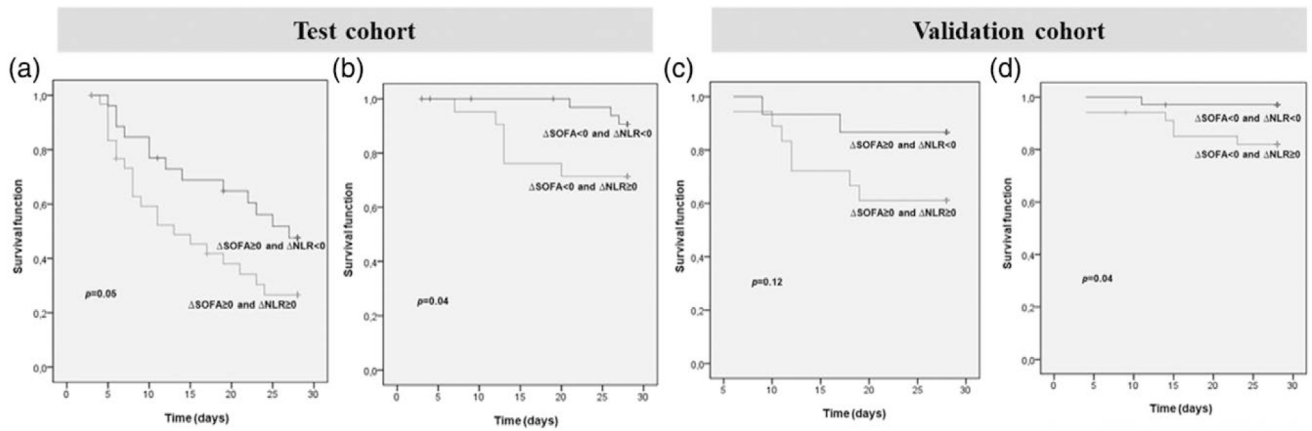 Test cohort
Validation cohort
(a)
Survival function
1,0
0,8
0,6
0,4
0,2
0,0
ΔSOFA≥0 and ΔNLR<0
ΔSOFA≥0 and ΔNLR≥0
p=0.05
0 5 10 15 20 25 30
Time (days)
(b)
Survival function
1,0
0,8
0,6
0,4
0,2
0,0
ΔSOFA<0 and ΔNLR<0
ΔSOFA<0 and ΔNLR≥0
p=0.04
0 5 10 15 20 25 30
Time (days)
(c)
Survival function
1,0
0,8
0,6
0,4
0,2
0,0
ΔSOFA≥0 and ΔNLR<0
ΔSOFA≥0 and ΔNLR≥0
p=0.12
5 10 15 20 25 30
Time (days)
(d)
Survival function
1,0
0,8
0,6
0,4
0,2
0,0
ΔSOFA<0 and ΔNLR<0
ΔSOFA<0 and ΔNLR≥0
p=0.04
0 5 10 15 20 25 30
Time (days)